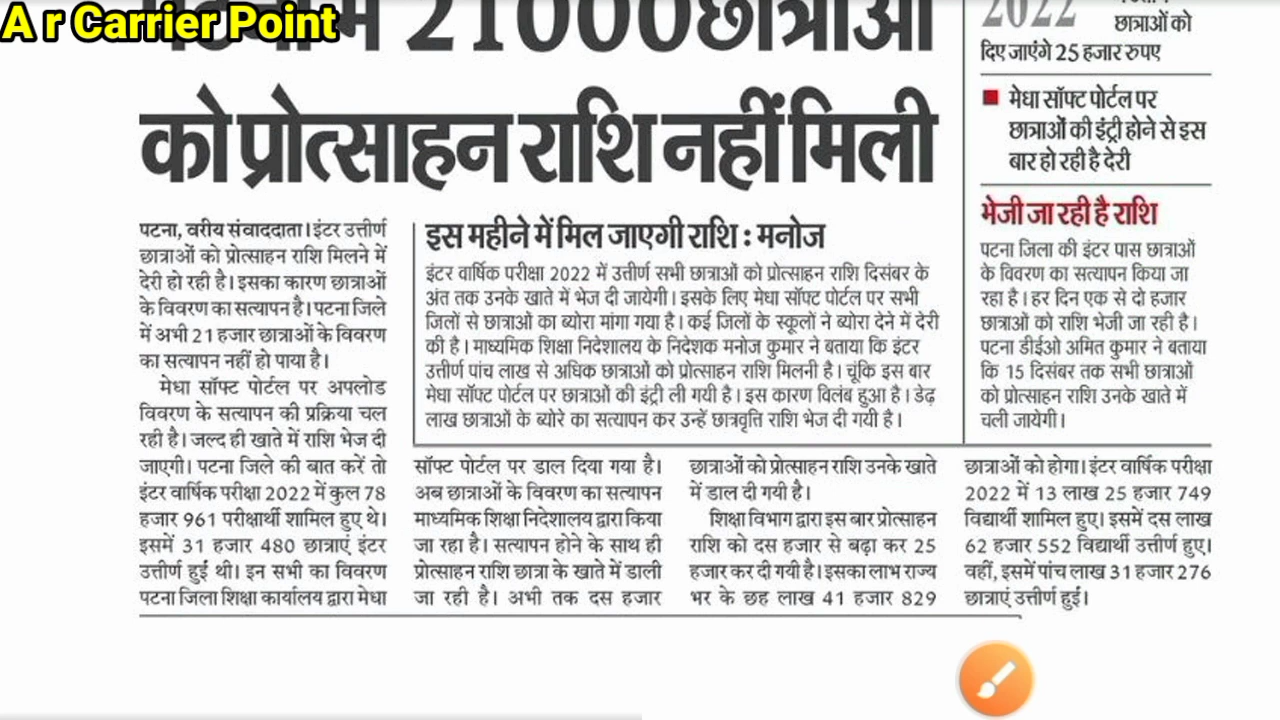 A r Carrier Point
में 21000 छात्राओं
को प्रोत्साहन राशि नहीं मिली
पटना, वरीय संवाददाता। इंटर उत्तीर्ण
छात्राओं को प्रोत्साहन राशि मिलने में
देरी हो रही है। इसका कारण छात्राओं
के विवरण का सत्यापन है। पटना जिले
में अभी 21 हजार छात्राओं के विवरण
का सत्यापन नहीं हो पाया है।
मेधा सॉफ्ट पोर्टल पर अपलोड
विवरण के सत्यापन की प्रक्रिया चल
रही है। जल्द ही खाते में राशि भेज दी
जाएगी। पटना जिले की बात करें तो
इंटर वार्षिक परीक्षा 2022 में कुल 78
हजार 961 परीक्षार्थी शामिल हुए थे।
इसमें 31 हजार 480 छात्राएं इंटर
उत्तीर्ण हुईं थी। इन सभी का विवरण
पटना जिला शिक्षा कार्यालय द्वारा मेधा
इस महीने में मिल जाएगी राशि : मनोज
इंटर वार्षिक परीक्षा 2022 में उत्तीर्ण सभी छात्राओं को प्रोत्साहन राशि दिसंबर के
अंत तक उनके खाते में भेज दी जायेगी। इसके लिए मेधा सॉफ्ट पोर्टल पर सभी
जिलों से छात्राओं का ब्योरा मांगा गया है। कई जिलों के स्कूलों ने ब्योरा देने में देरी
की है। माध्यमिक शिक्षा निदेशालय के निदेशक मनोज कुमार ने बताया कि इंटर
उत्तीर्ण पांच लाख से अधिक छात्राओं को प्रोत्साहन राशि मिलनी है। चूंकि इस बार
मेधा सॉफ्ट पोर्टल पर छात्राओं की इंट्री ली गयी है। इस कारण विलंब हुआ है। डेढ़
लाख छात्राओं के ब्योरे का सत्यापन कर उन्हें छात्रवृत्ति राशि भेज दी गयी है।
सॉफ्ट पोर्टल पर डाल दिया गया है।
अब छात्राओं के विवरण का सत्यापन
माध्यमिक शिक्षा निदेशालय द्वारा किया
जा रहा है। सत्यापन होने के साथ ही
प्रोत्साहन राशि छात्रा के खाते में डाली
जा रही है। अभी तक दस हजार
छात्राओं को प्रोत्साहन राशि उनके खाते
में डाल दी गयी है।
शिक्षा विभाग द्वारा इस बार प्रोत्साहन
राशि को दस हजार से बढ़ा कर 25
हजार कर दी गयी है। इसका लाभ राज्य
भर के छह लाख 41 हजार 829
छात्राओं को होगा। इंटर वार्षिक परीक्षा
2022 में 13 लाख 25 हजार 749
विद्यार्थी शामिल हुए। इसमें दस लाख
62 हजार 552 विद्यार्थी उत्तीर्ण हुए।
वहीं, इसमें पांच लाख 31 हजार 276
छात्राएं उत्तीर्ण हुईं।
2022
छात्राओं को
दिए जाएंगे 25 हजार रुपए
मेधा सॉफ्ट पोर्टल पर
छात्राओं की इंट्री होने से इस
बार हो रही है देरी
भेजी जा रही है राशि
पटना जिला की इंटर पास छात्राओं
के विवरण का सत्यापन किया जा
रहा है। हर दिन एक से दो हजार
छात्राओं को राशि भेजी जा रही है।
पटना डीईओ अमित कुमार ने बताया
कि 15 दिसंबर तक सभी छात्राओं
को प्रोत्साहन राशि उनके खाते में
चली जायेगी।